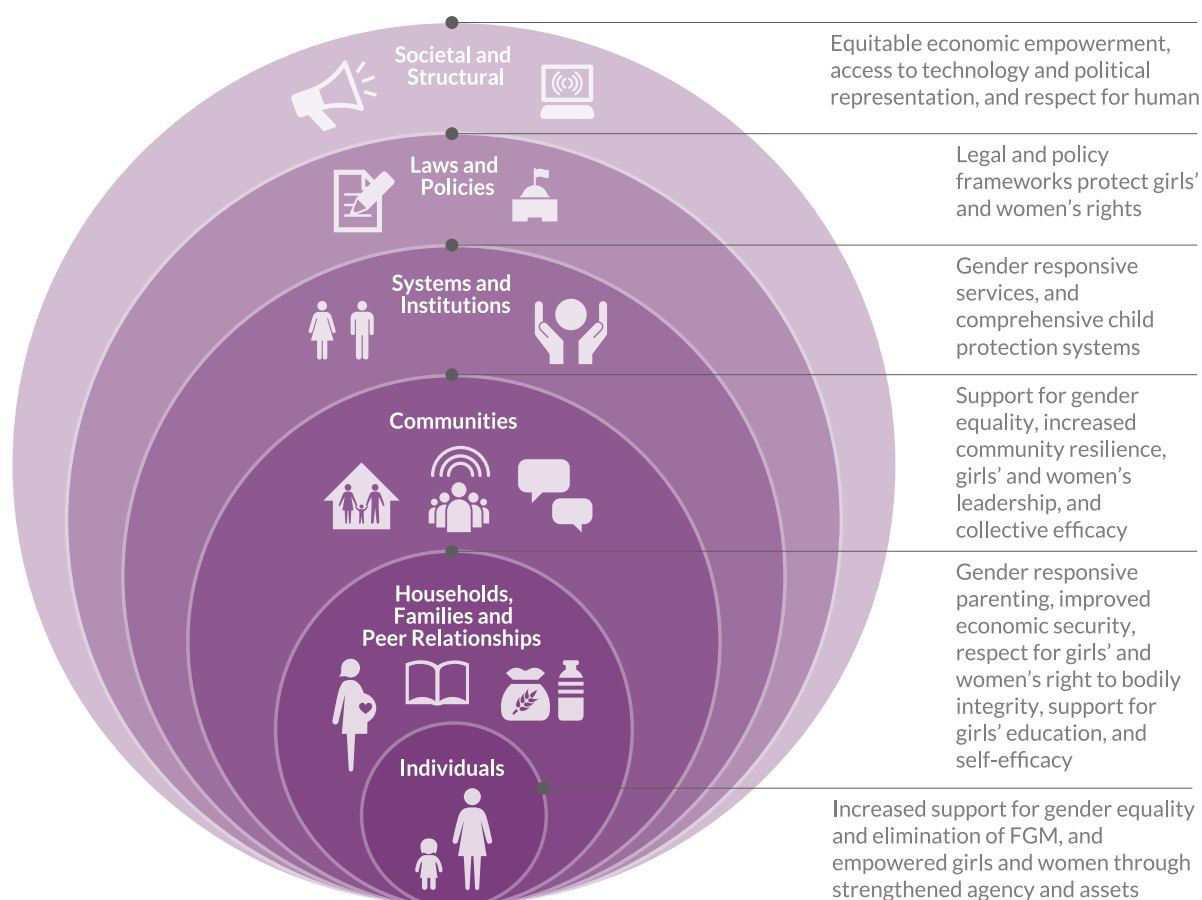 Societal and
Structural
Equitable economic empowerment,
access to technology and political
representation, and respect for human
Laws and
Policies
Legal and policy
frameworks protect girls’
and women’s rights
Systems and
Institutions
Gender responsive
services, and
comprehensive child
protection systems
Communities
Support for gender
equality, increased
community resilience,
girls’ and women’s
leadership, and
collective efficacy
Households,
Families and
Peer Relationships
Gender responsive
parenting, improved
economic security,
respect for girls’ and
women’s right to bodily
integrity, support for
girls’ education, and
self-efficacy
Individuals
Increased support for gender equality
and elimination of FGM, and
empowered girls and women through
strengthened agency and assets